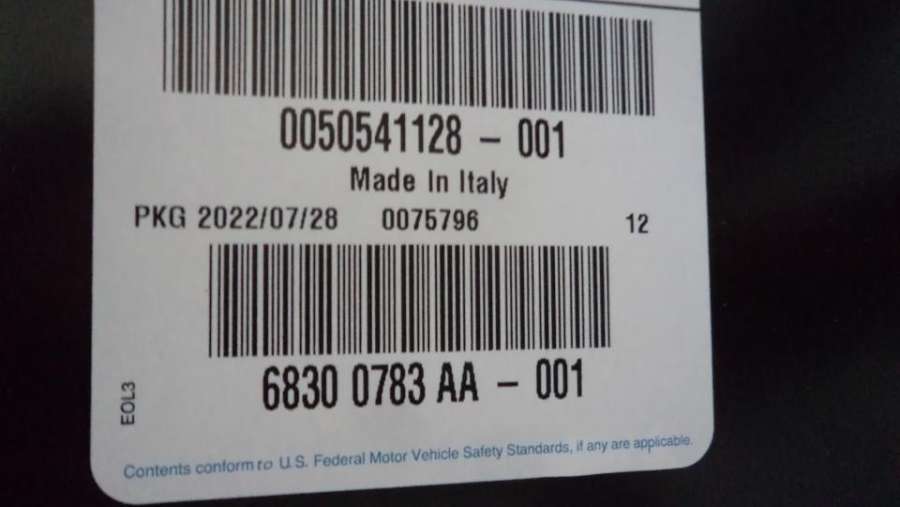 0050541128 – 001
Made In Italy
PKG 2022/07/28 0075796 12
6830 0783 AA – 001
EOL3
Contents conform to U.S. Federal Motor Vehicle Safety Standards, if any are applicable.